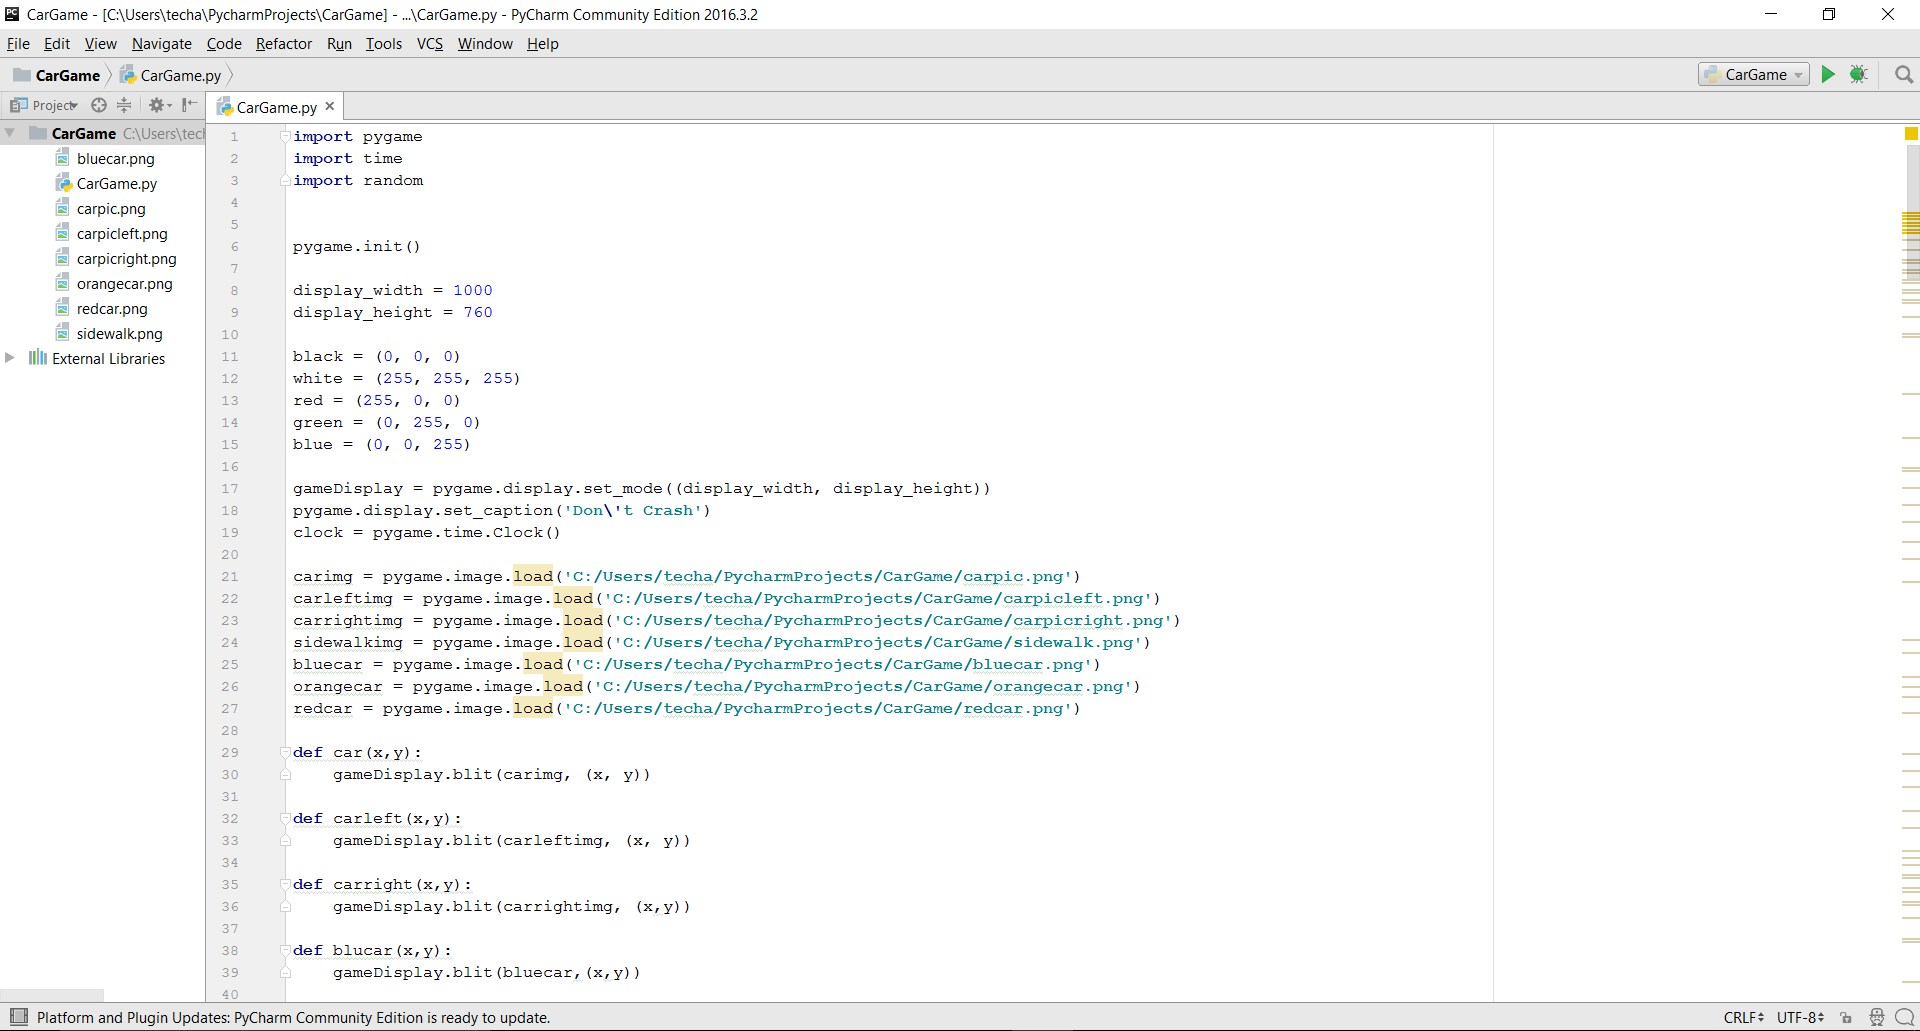 CarGame - [C:\Users\techa\PycharmProjects\CarGame] - ...\CarGame.py - PyCharm Community Edition 2016.3.2
File Edit View Navigate Code Refactor Run Tools VCS Window Help
CarGame CarGame.py CarGame
Project CarGame.py
CarGame C:\Users\tech
bluecar.png
CarGame.py
carpic.png
carpicleft.png
carpicright.png
orangecar.png
redcar.png
sidewalk.png
External Libraries
1 import pygame
2 import time
3 import random
4
5
6 pygame.init()
7
8 display_width = 1000
9 display_height = 760
10
11 black = (0, 0, 0)
12 white = (255, 255, 255)
13 red = (255, 0, 0)
14 green = (0, 255, 0)
15 blue = (0, 0, 255)
16
17 gameDisplay = pygame.display.set_mode((display_width, display_height))
18 pygame.display.set_caption('Don\'t Crash')
19 clock = pygame.time.Clock()
20
21 carimg = pygame.image.load('C:/Users/techa/PycharmProjects/CarGame/carpic.png')
22 carleftimg = pygame.image.load('C:/Users/techa/PycharmProjects/CarGame/carpicleft.png')
23 carrightimg = pygame.image.load('C:/Users/techa/PycharmProjects/CarGame/carpicright.png')
24 sidewalkimg = pygame.image.load('C:/Users/techa/PycharmProjects/CarGame/sidewalk.png')
25 bluecar = pygame.image.load('C:/Users/techa/PycharmProjects/CarGame/bluecar.png')
26 orangecar = pygame.image.load('C:/Users/techa/PycharmProjects/CarGame/orangecar.png')
27 redcar = pygame.image.load('C:/Users/techa/PycharmProjects/CarGame/redcar.png')
28
29 def car(x,y):
30     gameDisplay.blit(carimg, (x, y))
31
32 def carleft(x,y):
33     gameDisplay.blit(carleftimg, (x, y))
34
35 def carright(x,y):
36     gameDisplay.blit(carrightimg, (x,y))
37
38 def blucar(x,y):
39     gameDisplay.blit(bluecar,(x,y))
40
Platform and Plugin Updates: PyCharm Community Edition is ready to update. CRLF UTF-8